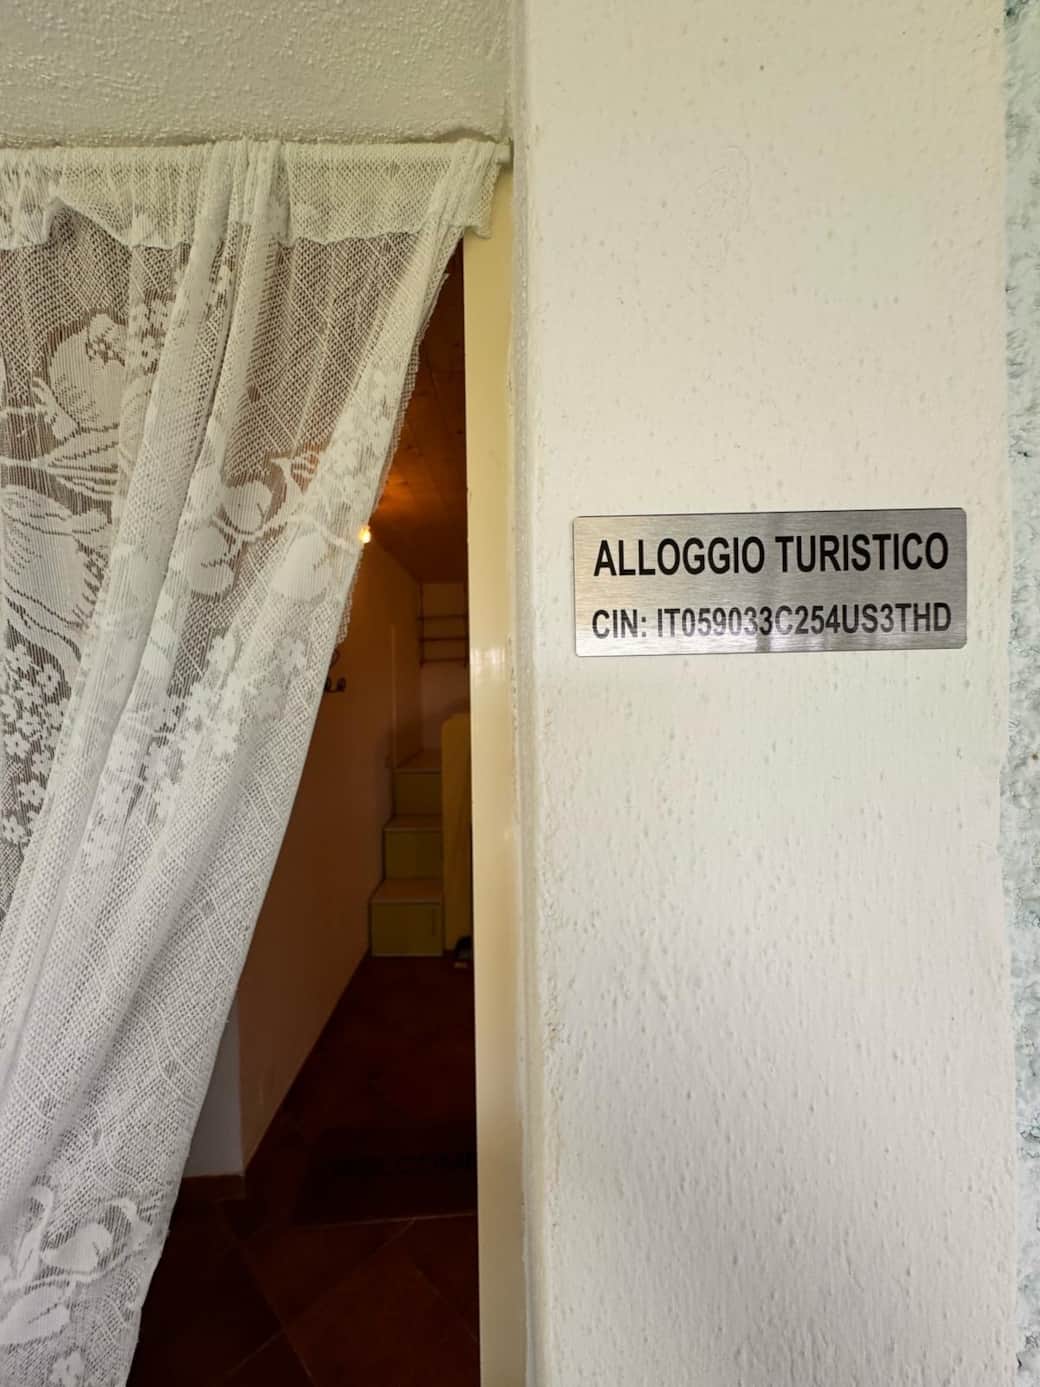 ALLOGGIO TURISTICO
CIN: IT059033C254US3THD